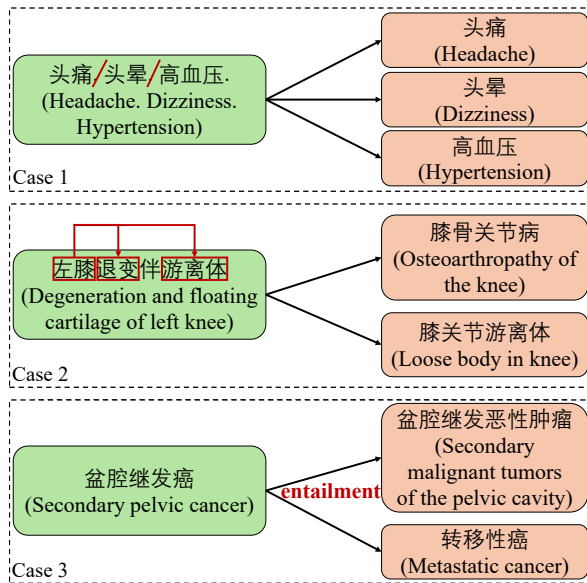 头痛/头晕/高血压.
(Headache. Dizziness.
Hypertension)
头痛
(Headache)
头晕
(Dizziness)
高血压
(Hypertension)
Case 1
左膝退变伴游离体
(Degeneration and floating
cartilage of left knee)
膝骨关节病
(Osteoarthropathy of
the knee)
膝关节游离体
(Loose body in knee)
Case 2
盆腔继发癌
(Secondary pelvic cancer)
entailment
盆腔继发恶性肿瘤
(Secondary
malignant tumors
of the pelvic cavity)
转移性癌
(Metastatic cancer)
Case 3